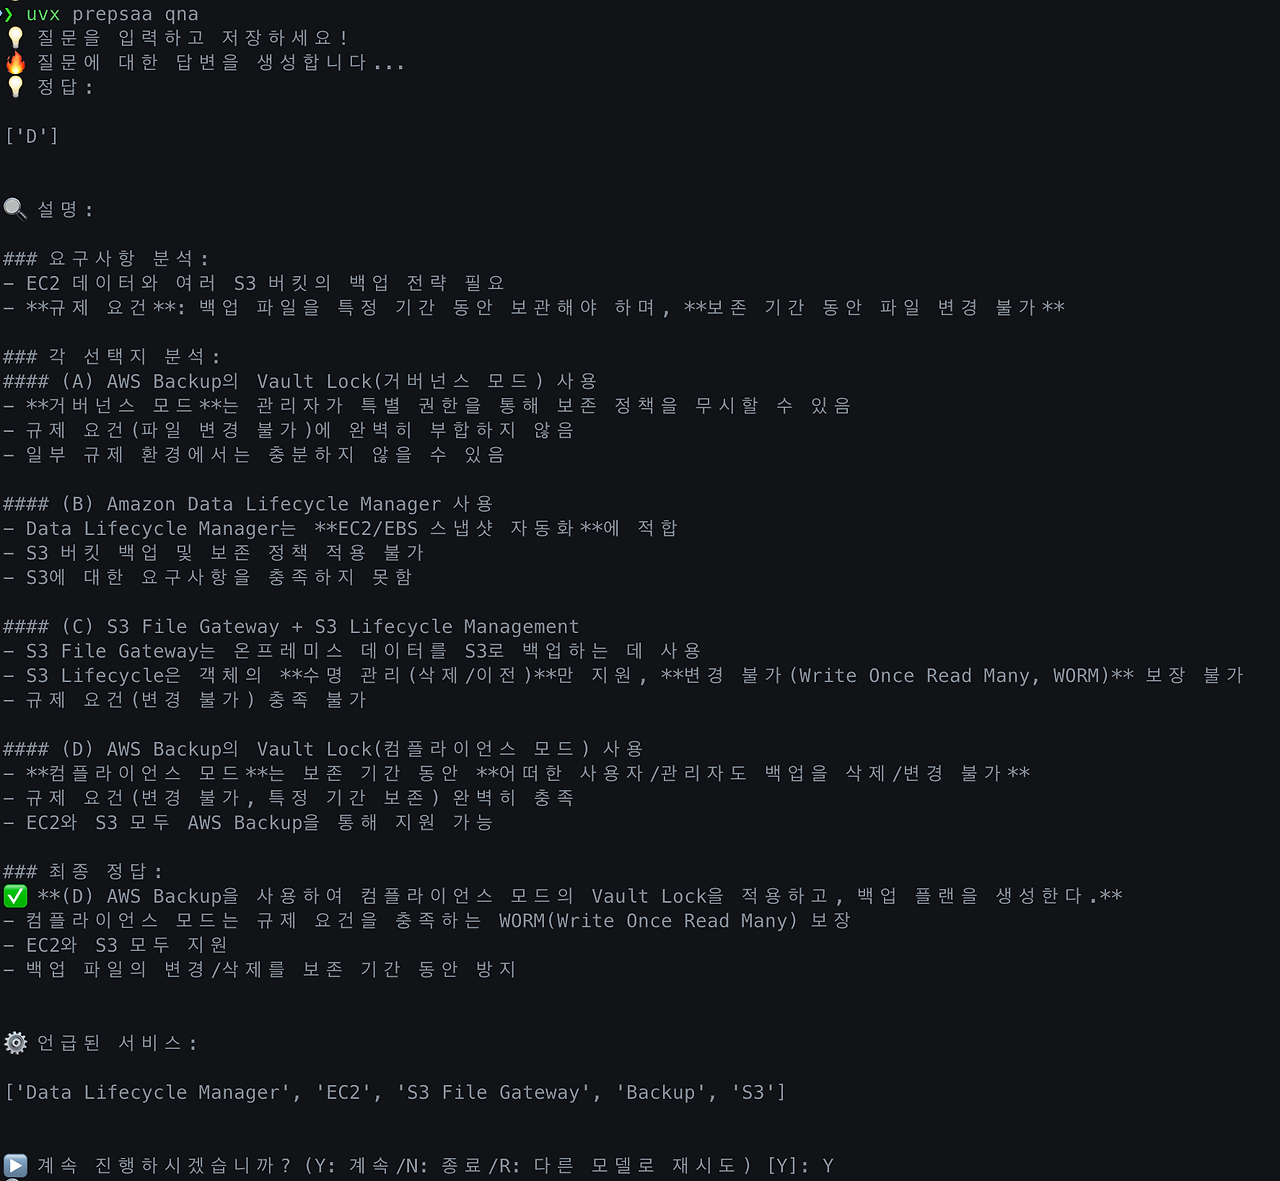 ❯ uvx prepsaa qna
💡 질문을 입력하고 저장하세요!
🔥 질문에 대한 답변을 생성합니다...
💡 정답:
['D']
🔍 설명:
### 요구사항 분석:
- EC2 데이터와 여러 S3 버킷의 백업 전략 필요
- **규제 요건**: 백업 파일을 특정 기간 동안 보관해야 하며, **보존 기간 동안 파일 변경 불가**
### 각 선택지 분석:
#### (A) AWS Backup의 Vault Lock(거버넌스 모드) 사용
- **거버넌스 모드**는 관리자가 특별 권한을 통해 보존 정책을 무시할 수 있음
- 규제 요건(파일 변경 불가)에 완벽히 부합하지 않음
- 일부 규제 환경에서는 충분하지 않을 수 있음
#### (B) Amazon Data Lifecycle Manager 사용
- Data Lifecycle Manager는 **EC2/EBS 스냅샷 자동화**에 적합
- S3 버킷 백업 및 보존 정책 적용 불가
- S3에 대한 요구사항을 충족하지 못함
#### (C) S3 File Gateway + S3 Lifecycle Management
- S3 File Gateway는 온프레미스 데이터를 S3로 백업하는 데 사용
- S3 Lifecycle은 객체의 **수명 관리(삭제/이전)**만 지원, **변경 불가(Write Once Read Many, WORM)** 보장 불가
- 규제 요건(변경 불가) 충족 불가
#### (D) AWS Backup의 Vault Lock(컴플라이언스 모드) 사용
- **컴플라이언스 모드**는 보존 기간 동안 **어떠한 사용자/관리자도 백업을 삭제/변경 불가**
- 규제 요건(변경 불가, 특정 기간 보존) 완벽히 충족
- EC2와 S3 모두 AWS Backup을 통해 지원 가능
### 최종 정답:
✅ **(D) AWS Backup을 사용하여 컴플라이언스 모드의 Vault Lock을 적용하고, 백업 플랜을 생성한다.**
- 컴플라이언스 모드는 규제 요건을 충족하는 WORM(Write Once Read Many) 보장
- EC2와 S3 모두 지원
- 백업 파일의 변경/삭제를 보존 기간 동안 방지
⚙️ 언급된 서비스:
['Data Lifecycle Manager', 'EC2', 'S3 File Gateway', 'Backup', 'S3']
▶️ 계속 진행하시겠습니까? (Y: 계속/N: 종료/R: 다른 모델로 재시도) [Y]: Y